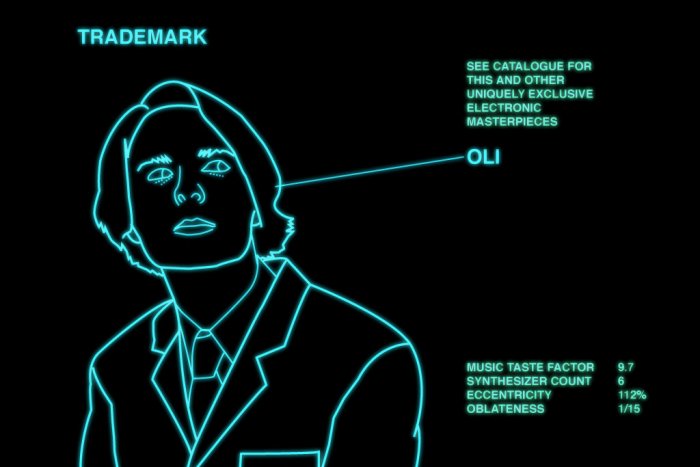 TRADEMARK
SEE CATALOGUE FOR
THIS AND OTHER
UNIQUELY EXCLUSIVE
ELECTRONIC
MASTERPIECES
OLI
MUSIC TASTE FACTOR 9.7
SYNTHESIZER COUNT 6
ECCENTRICITY 112%
OBLATENESS 1/15